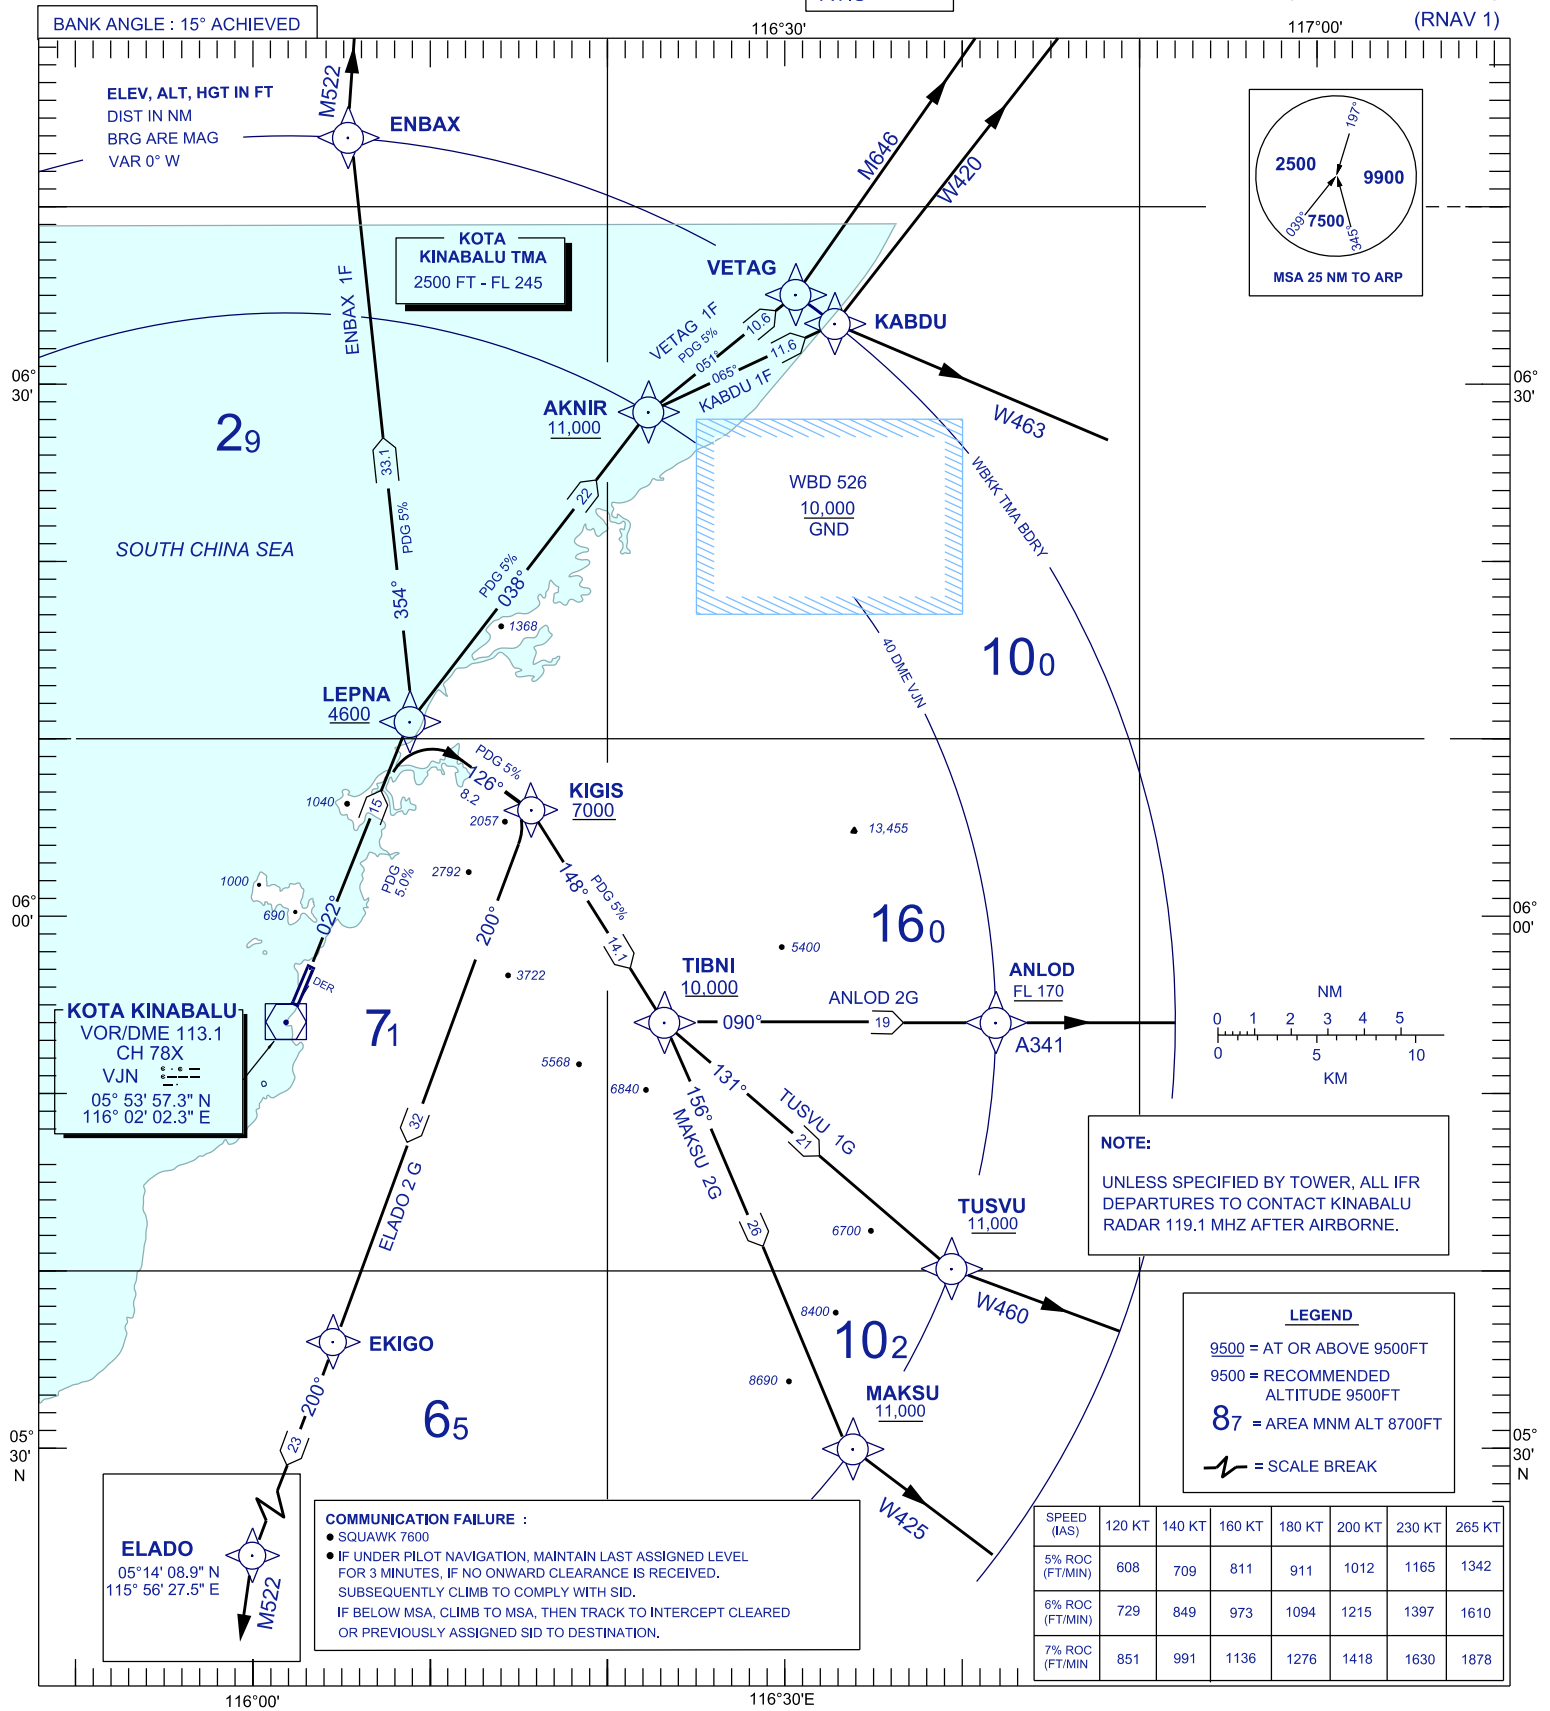 BANK ANGLE : 15° ACHIEVED
116°30'
117°00'
(RNAV 1)
ELEV, ALT, HGT IN FT
DIST IN NM
BRG ARE MAG
VAR 0° W
M522
ENBAX
M646
W420
197°
2500
9900
7500
039°
345°
MSA 25 NM TO ARP
KOTA
KINABALU TMA
2500 FT - FL 245
VETAG
KABDU
ENBAX 1F
VETAG 1F
PDG 5%
051°
10.6
065°
11.6
KABDU 1F
W463
06°
30'
06°
30'
AKNIR
11,000
29
33.1
PDG 5%
354°
22
PDG 5%
038°
WBD 526
10,000
GND
WBKK TMA BDRY
SOUTH CHINA SEA
1368
40 DME VJN
100
LEPNA
4600
PDG 5%
126°
8.2
KIGIS
7000
1040
15
2057
13,455
2792
PDG
5.0%
1000
690
022°
148°
PDG 5%
14.1
200°
160
06°
00'
06°
00'
5400
3722
DER
TIBNI
10,000
ANLOD
FL 170
ANLOD 2G
090°
19
A341
KOTA KINABALU
VOR/DME 113.1
CH 78X
VJN
05° 53' 57.3" N
116° 02' 02.3" E
71
NM
0 1 2 3 4 5
0 5 10
KM
5568
6840
131°
TUSVU 1G
21
156°
MAKSU 2G
26
32
ELADO 2 G
NOTE:
UNLESS SPECIFIED BY TOWER, ALL IFR
DEPARTURES TO CONTACT KINABALU
RADAR 119.1 MHZ AFTER AIRBORNE.
TUSVU
11,000
6700
W460
8400
102
EKIGO
8690
MAKSU
11,000
200°
23
65
W425
LEGEND
9500 = AT OR ABOVE 9500FT
9500 = RECOMMENDED
ALTITUDE 9500FT
87 = AREA MNM ALT 8700FT
= SCALE BREAK
05°
30'
N
05°
30'
N
ELADO
05°14' 08.9" N
115° 56' 27.5" E
M522
COMMUNICATION FAILURE :
● SQUAWK 7600
● IF UNDER PILOT NAVIGATION, MAINTAIN LAST ASSIGNED LEVEL
FOR 3 MINUTES, IF NO ONWARD CLEARANCE IS RECEIVED.
SUBSEQUENTLY CLIMB TO COMPLY WITH SID.
IF BELOW MSA, CLIMB TO MSA, THEN TRACK TO INTERCEPT CLEARED
OR PREVIOUSLY ASSIGNED SID TO DESTINATION.
SPEED (IAS) 120 KT 140 KT 160 KT 180 KT 200 KT 230 KT 265 KT
5% ROC (FT/MIN) 608 709 811 911 1012 1165 1342
6% ROC (FT/MIN) 729 849 973 1094 1215 1397 1610
7% ROC (FT/MIN 851 991 1136 1276 1418 1630 1878
116°00'
116°30'E